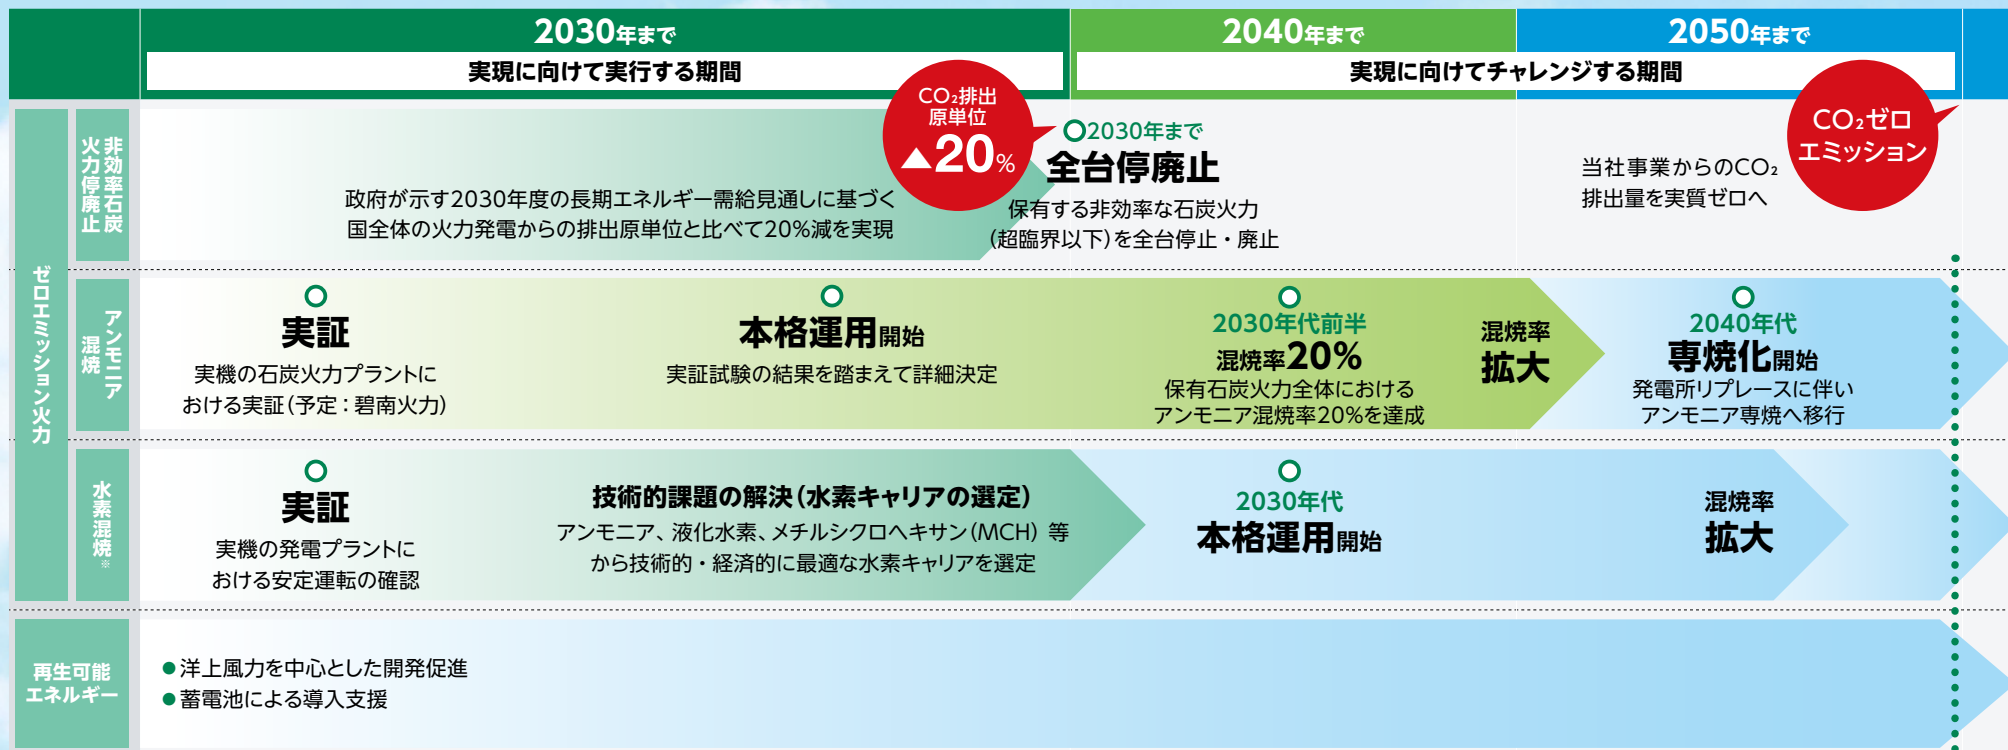 2030年まで
実現に向けて実行する期間
2040年まで
2050年まで
実現に向けてチャレンジする期間
ゼロエミッション火力
非効率石炭
火力停廃止
政府が示す2030年度の長期エネルギー需給見通しに基づく
国全体の火力発電からの排出原単位と比べて20%減を実現
CO₂排出
原単位
▲20%
2030年まで
全台停廃止
保有する非効率な石炭火力
（超臨界以下）を全台停止・廃止
当社事業からのCO₂
排出量を実質ゼロへ
CO₂ゼロ
エミッション
アンモニア
混焼
実証
実機の石炭火力プラントに
おける実証（予定：碧南火力）
本格運用開始
実証試験の結果を踏まえて詳細決定
2030年代前半
混焼率20%
保有石炭火力全体における
アンモニア混焼率20%を達成
混焼率
拡大
2040年代
専焼化開始
発電所リプレースに伴い
アンモニア専焼へ移行
水素混焼※
実証
実機の発電プラントに
おける安定運転の確認
技術的課題の解決（水素キャリアの選定）
アンモニア、液化水素、メチルシクロヘキサン（MCH）等
から技術的・経済的に最適な水素キャリアを選定
2030年代
本格運用開始
混焼率
拡大
再生可能
エネルギー
●洋上風力を中心とした開発促進
●蓄電池による導入支援